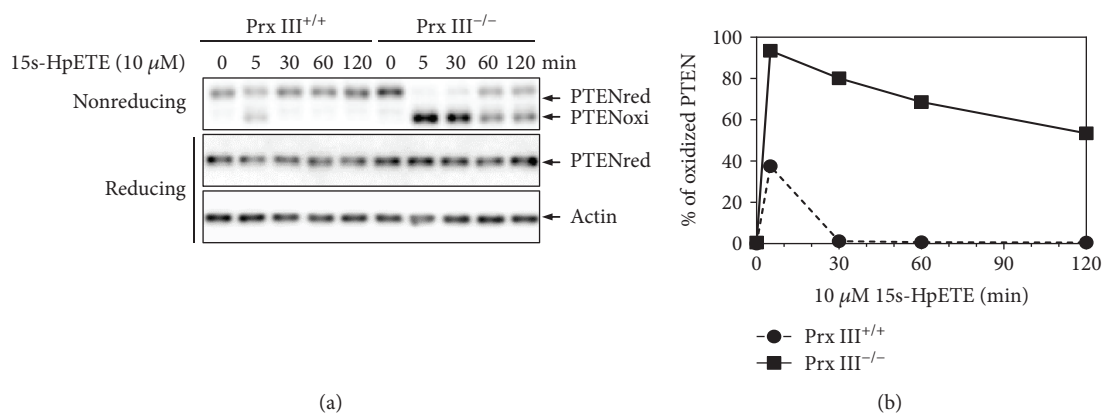 Prx III+/+ Prx III−/−
15s-HpETE (10 μM) 0 5 30 60 120 0 5 30 60 120 min
Nonreducing
PTENred
PTENoxi
Reducing
PTENred
Actin
(a)
% of oxidized PTEN
100
80
60
40
20
0
0 30 60 90 120
10 μM 15s-HpETE (min)
Prx III+/+
Prx III−/−
(b)